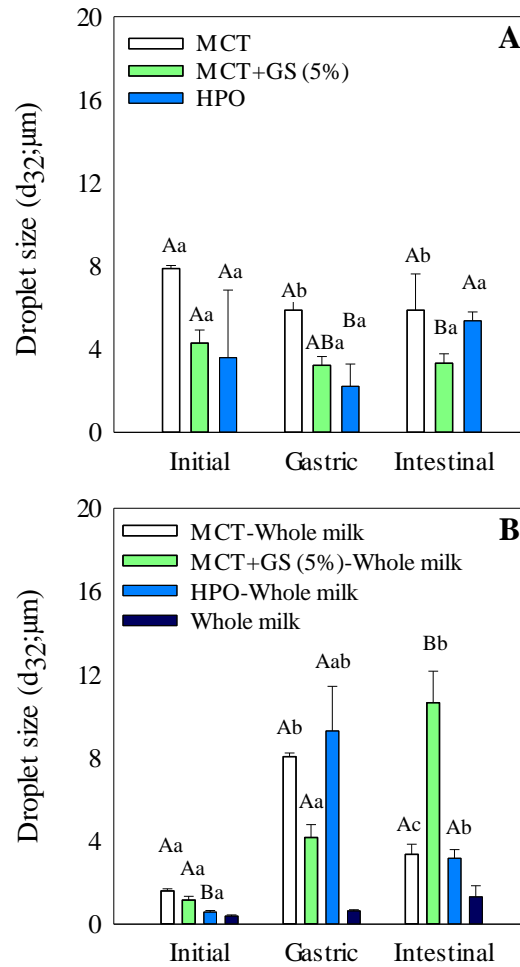 A
20
MCT
MCT+GS (5%)
16
HPO
12
Droplet size (d32;μm)
8
Aa
Aa
Aa
Ab
ABa
Ba
Ab
Ba
Aa
4
0
Initial
Gastric
Intestinal
B
20
MCT-Whole milk
MCT+GS (5%)-Whole milk
16
HPO-Whole milk
Whole milk
12
Droplet size (d32;μm)
8
Aa
Aa
Ba
Ab
Aa
Aab
Ac
Bb
Ab
4
0
Initial
Gastric
Intestinal